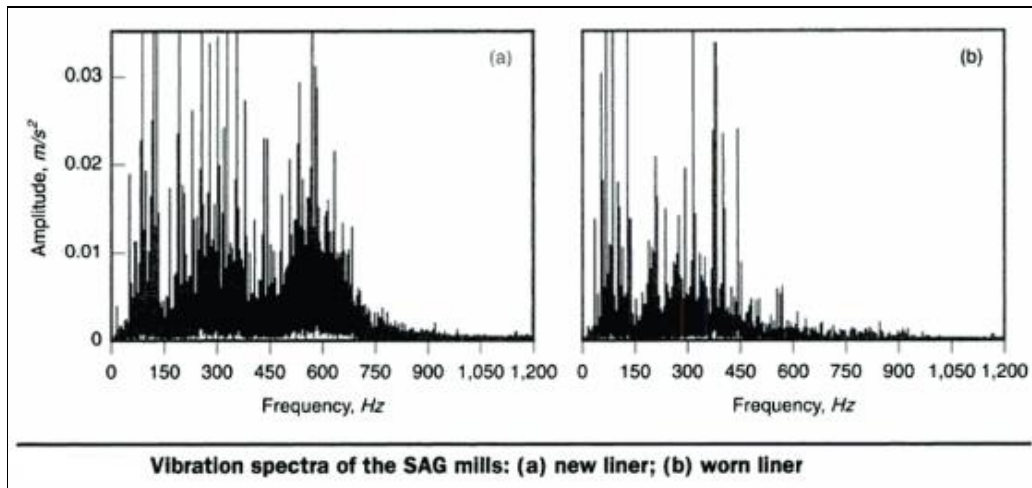 (a)
(b)
0.03
0.02
0.01
0
Amplitude, m/s²
0 150 300 450 600 750 900 1,050 1,200
0 150 300 450 600 750 900 1,050 1,200
Frequency, Hz
Frequency, Hz
Vibration spectra of the SAG mills: (a) new liner; (b) worn liner